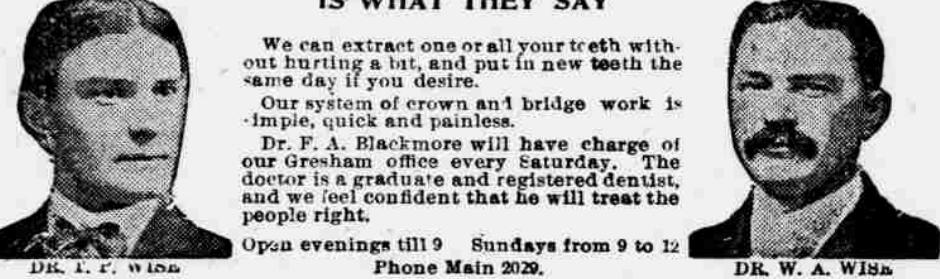 IS WHAT THEY SAY
We can extract one or all your teeth with-
out hurting a bit, and put in new teeth the
same day if you desire.
Our system of crown and bridge work is
simple, quick and painless.
Dr. F. A. Blackmore will have charge of
our Gresham office every Saturday. The
doctor is a graduate and registered dentist,
and we feel confident that he will treat the
people right.
Open evenings till 9 Sundays from 9 to 12
DR. T. P. WISE
Phone Main 2029.
DR. W. A. WISE